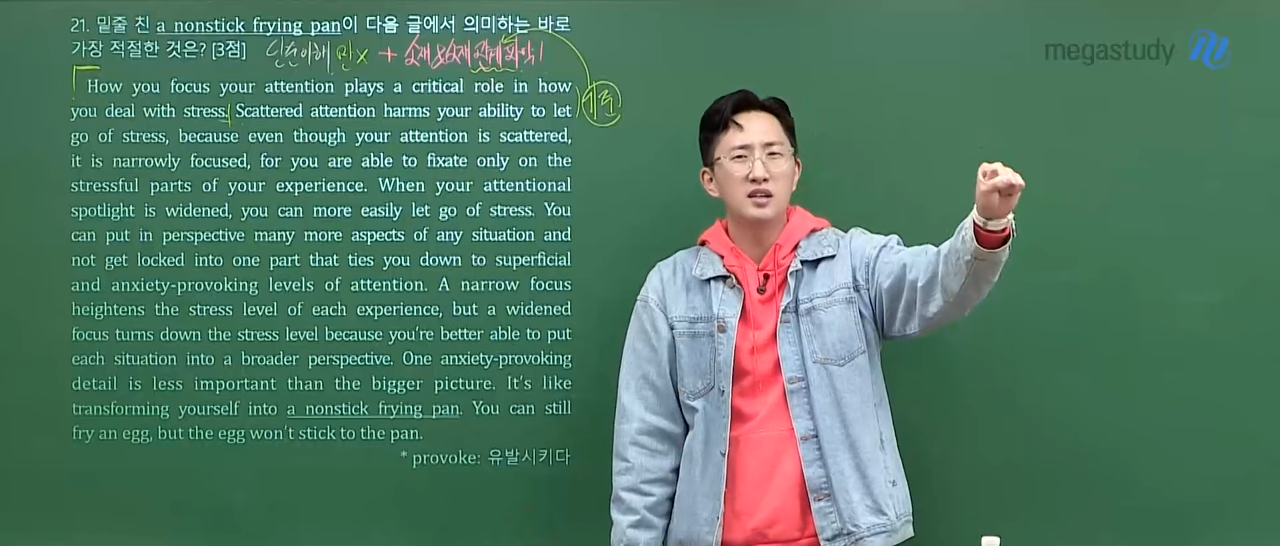 21. 밑줄 친 a nonstick frying pan이 다음 글에서 의미하는 바로
가장 적절한 것은? [3점]
만 X + 소재&소재 관계 파악!
megastudy
How you focus your attention plays a critical role in how
you deal with stress. Scattered attention harms your ability to let
go of stress, because even though your attention is scattered,
it is narrowly focused, for you are able to fixate only on the
stressful parts of your experience. When your attentional
spotlight is widened, you can more easily let go of stress. You
can put in perspective many more aspects of any situation and
not get locked into one part that ties you down to superficial
and anxiety-provoking levels of attention. A narrow focus
heightens the stress level of each experience, but a widened
focus turns down the stress level because you're better able to put
each situation into a broader perspective. One anxiety-provoking
detail is less important than the bigger picture. It's like
transforming yourself into a nonstick frying pan. You can still
fry an egg, but the egg won't stick to the pan.
* provoke: 유발시키다